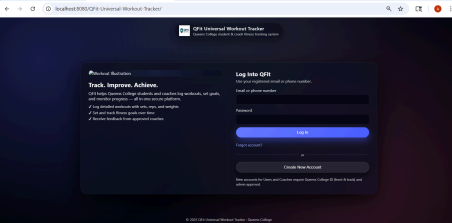 localhost:8080/QFit-Universal-Workout-Tracker/
QFit Universal Workout Tracker
Queens College student & coach fitness tracking system
Workout Illustration
Track. Improve. Achieve.
QFit helps Queens College students and coaches log workouts, set goals,
and monitor progress — all in one secure platform.
✓ Log detailed workouts with sets, reps, and weights
✓ Set and track fitness goals over time
✓ Receive feedback from approved coaches
Log Into QFit
Use your registered email or phone number.
Email or phone number
Password
Log In
Forgot account?
or
Create New Account
New accounts for Users and Coaches require Queens College ID (front & back) and
admin approval.
QFit Universal Workout Tracker · Queens College